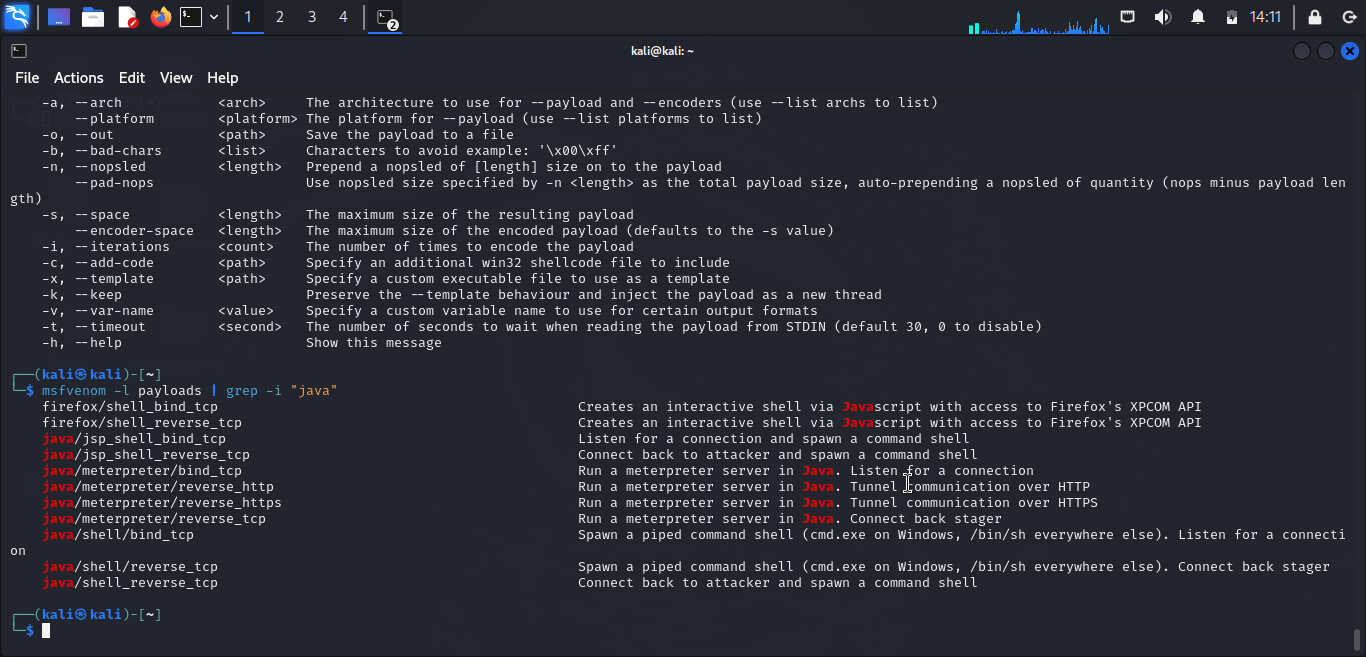 1 2 3 4 2 14:11
kali@kali: ~
File Actions Edit View Help
-a, --arch <arch> The architecture to use for --payload and --encoders (use --list archs to list)
--platform <platform> The platform for --payload (use --list platforms to list)
-o, --out <path> Save the payload to a file
-b, --bad-chars <list> Characters to avoid example: '\x00\xff'
-n, --nopsled <length> Prepend a nopsled of [length] size on to the payload
--pad-nops Use nopsled size specified by -n <length> as the total payload size, auto-prepending a nopsled of quantity (nops minus payload len
gth)
-s, --space <length> The maximum size of the resulting payload
--encoder-space <length> The maximum size of the encoded payload (defaults to the -s value)
-i, --iterations <count> The number of times to encode the payload
-c, --add-code <path> Specify an additional win32 shellcode file to include
-x, --template <path> Specify a custom executable file to use as a template
-k, --keep Preserve the --template behaviour and inject the payload as a new thread
-v, --var-name <value> Specify a custom variable name to use for certain output formats
-t, --timeout <second> The number of seconds to wait when reading the payload from STDIN (default 30, 0 to disable)
-h, --help Show this message
┌──(kali㉿kali)-[~]
└─$ msfvenom -l payloads | grep -i "java"
firefox/shell_bind_tcp Creates an interactive shell via Javascript with access to Firefox's XPCOM API
firefox/shell_reverse_tcp Creates an interactive shell via Javascript with access to Firefox's XPCOM API
java/jsp_shell_bind_tcp Listen for a connection and spawn a command shell
java/jsp_shell_reverse_tcp Connect back to attacker and spawn a command shell
java/meterpreter/bind_tcp Run a meterpreter server in Java. Listen for a connection
java/meterpreter/reverse_http Run a meterpreter server in Java. Tunnel communication over HTTP
java/meterpreter/reverse_https Run a meterpreter server in Java. Tunnel communication over HTTPS
java/meterpreter/reverse_tcp Run a meterpreter server in Java. Connect back stager
java/shell/bind_tcp Spawn a piped command shell (cmd.exe on Windows, /bin/sh everywhere else). Listen for a connecti
on
java/shell/reverse_tcp Spawn a piped command shell (cmd.exe on Windows, /bin/sh everywhere else). Connect back stager
java/shell_reverse_tcp Connect back to attacker and spawn a command shell
┌──(kali㉿kali)-[~]
└─$